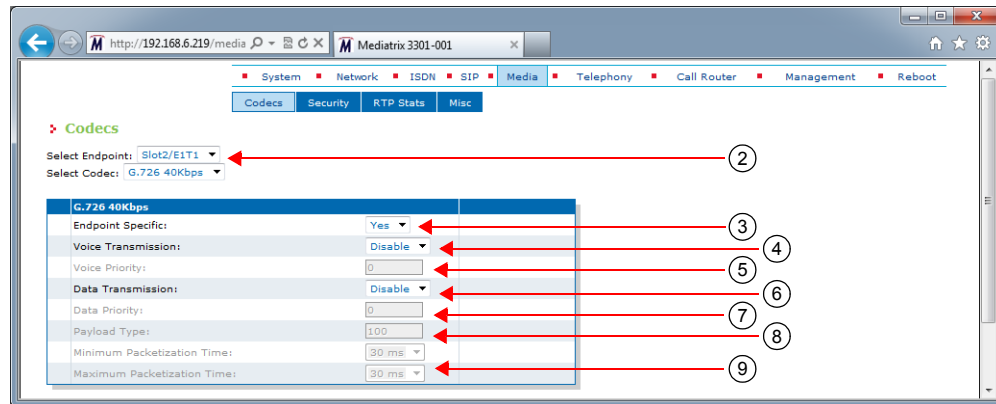 http://192.168.6.219/media
Mediatrix 3301-001
System Network ISDN SIP Media Telephony Call Router Management Reboot
Codecs Security RTP Stats Misc
Codecs
Select Endpoint: Slot2/E1T1 2
Select Codec: G.726 40Kbps
G.726 40Kbps
Endpoint Specific: Yes 3
Voice Transmission: Disable 4
Voice Priority: 0 5
Data Transmission: Disable 6
Data Priority: 0 7
Payload Type: 100 8
Minimum Packetization Time: 30 ms
Maximum Packetization Time: 30 ms 9